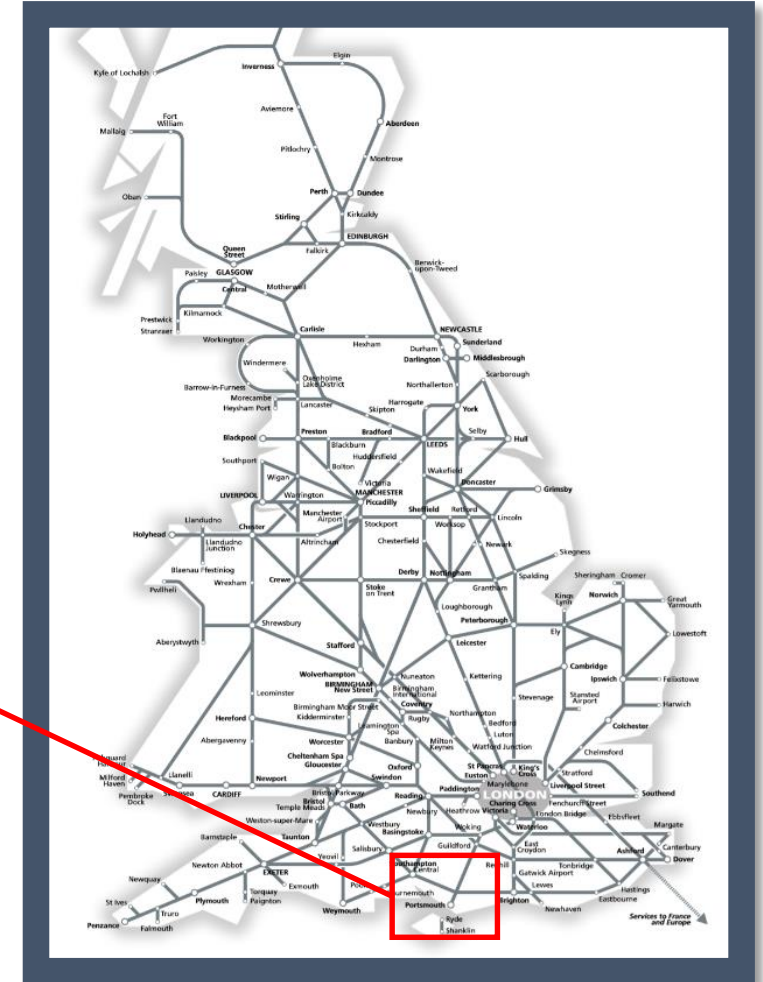 Elgin
Inverness
Kyle of Lochalsh
Aviemore
Fort
William
Aberdeen
Mallaig
Pitlochry
Montrose
Perth
Dundee
Oban
Stirling
Kirkcaldy
EDINBURGH
Queen
Street
Falkirk
Berwick-
upon-Tweed
Paisley
GLASGOW
Central
Motherwell
Kilmarnock
Prestwick
Stranraer
Carlisle
NEWCASTLE
Workington
Hexham
Durham
Sunderland
Darlington
Middlesbrough
Windermere
Scarborough
Oxenholme
Lake District
Northallerton
Barrow-in-Furness
Morecambe
Heysham Port
Lancaster
Harrogate
York
Skipton
Blackpool
Preston
Bradford
Selby
Hull
Blackburn
LEEDS
Huddersfield
Southport
Bolton
Wakefield
Wigan
Victoria
Doncaster
LIVERPOOL
Warrington
MANCHESTER
Piccadilly
Grimsby
Manchester
Airport
Sheffield
Retford
Lincoln
Llandudno
Chester
Stockport
Worksop
Holyhead
Llandudno
Junction
Altrincham
Chesterfield
Newark
Skegness
Blaenau Ffestiniog
Derby
Nottingham
Spalding
Sheringham
Cromer
Pwllheli
Wrexham
Crewe
Stoke
on Trent
Grantham
Kings
Lynn
Norwich
Great
Yarmouth
Loughborough
Shrewsbury
Peterborough
Ely
Lowestoft
Aberystwyth
Stafford
Leicester
Wolverhampton
Cambridge
BIRMINGHAM
New Street
Nuneaton
Birmingham
International
Kettering
Ipswich
Felixstowe
Leominster
Birmingham Moor Street
Coventry
Stevenage
Stansted
Airport
Harwich
Kidderminster
Rugby
Northampton
Hereford
Leamington
Spa
Bedford
Colchester
Abergavenny
Worcester
Banbury
Milton
Keynes
Luton
Cheltenham Spa
Watford Junction
Chelmsford
Gloucester
Oxford
St Pancras
King's
Cross
Llanelli
Euston
Stratford
Milford
Haven
Newport
Swindon
Marylebone
Liverpool Street
Pembroke
Dock
Swansea
CARDIFF
Bristol Parkway
Reading
Paddington
LONDON
Southend
Bristol
Temple Meads
Bath
Charing Cross
Fenchurch Street
Newbury
Heathrow
Victoria
London Bridge
Ebbsfleet
Weston-super-Mare
Westbury
Waterloo
Margate
Barnstaple
Taunton
Basingstoke
Woking
East
Croydon
Canterbury
Salisbury
Guildford
Ashford
Dover
Newton Abbot
Yeovil
Southampton
Central
Redhill
Tonbridge
Gatwick Airport
Newquay
EXETER
Exmouth
Bournemouth
Lewes
Hastings
St Ives
Plymouth
Torquay
Paignton
Weymouth
Portsmouth
Brighton
Eastbourne
Truro
Newhaven
Penzance
Falmouth
Ryde
Shanklin
Services to France
and Europe